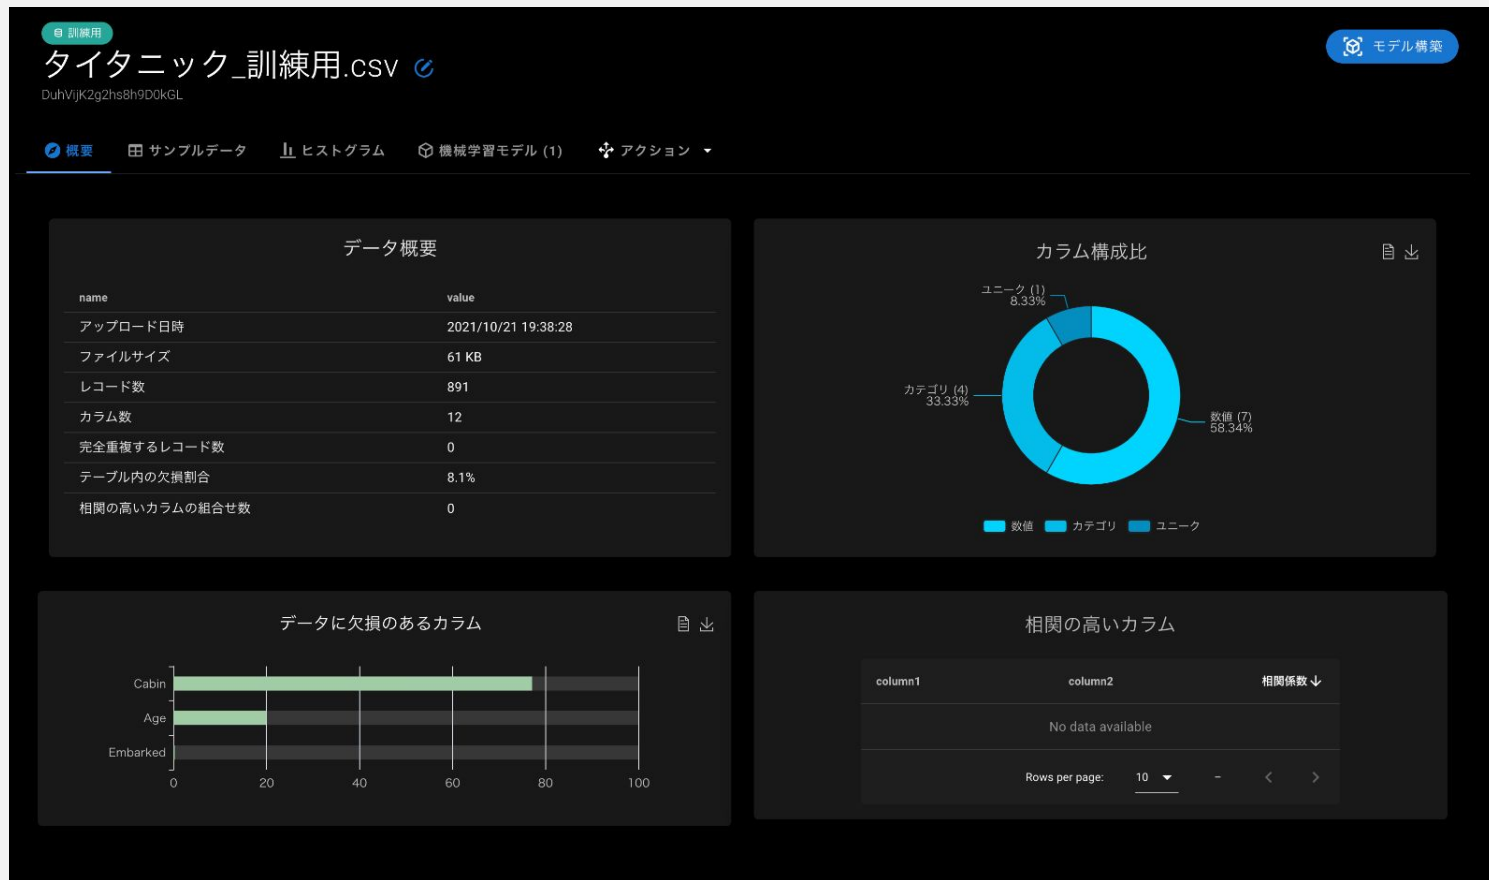 訓練用
タイタニック_訓練用.csv
DuhVijK2g2hs8h9D0kGL
モデル構築
概要 サンプルデータ ヒストグラム 機械学習モデル (1) アクション
データ概要
name value
アップロード日時 2021/10/21 19:38:28
ファイルサイズ 61 KB
レコード数 891
カラム数 12
完全重複するレコード数 0
テーブル内の欠損割合 8.1%
相関の高いカラムの組合せ数 0
カラム構成比
ユニーク (1)
8.33%
カテゴリ (4)
33.33%
数値 (7)
58.34%
数値 カテゴリ ユニーク
データに欠損のあるカラム
Cabin
Age
Embarked
0 20 40 60 80 100
相関の高いカラム
column1 column2 相関係数
No data available
Rows per page: 10 –